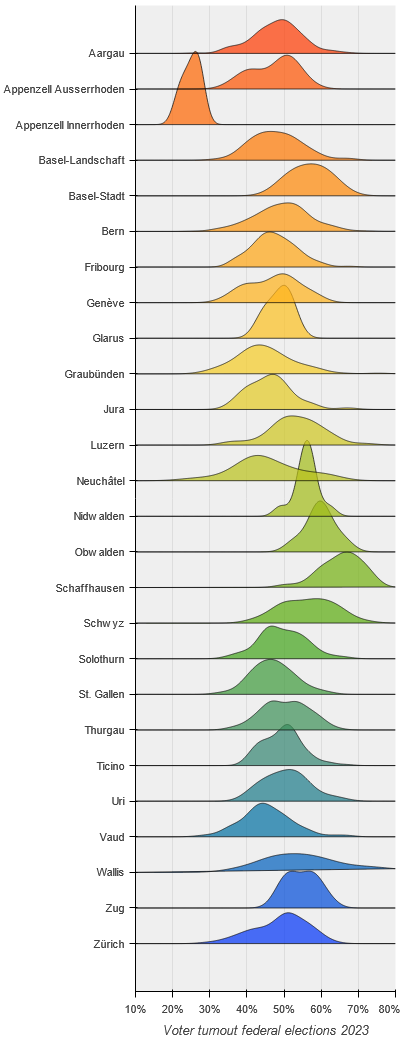 Aargau
Appenzell Ausserrhoden
Appenzell Innerrhoden
Basel-Landschaft
Basel-Stadt
Bern
Fribourg
Genève
Glarus
Graubünden
Jura
Luzern
Neuchâtel
Nidwalden
Obwalden
Schaffhausen
Schwyz
Solothurn
St. Gallen
Thurgau
Ticino
Uri
Vaud
Wallis
Zug
Zürich
10% 20% 30% 40% 50% 60% 70% 80%
Voter turnout federal elections 2023